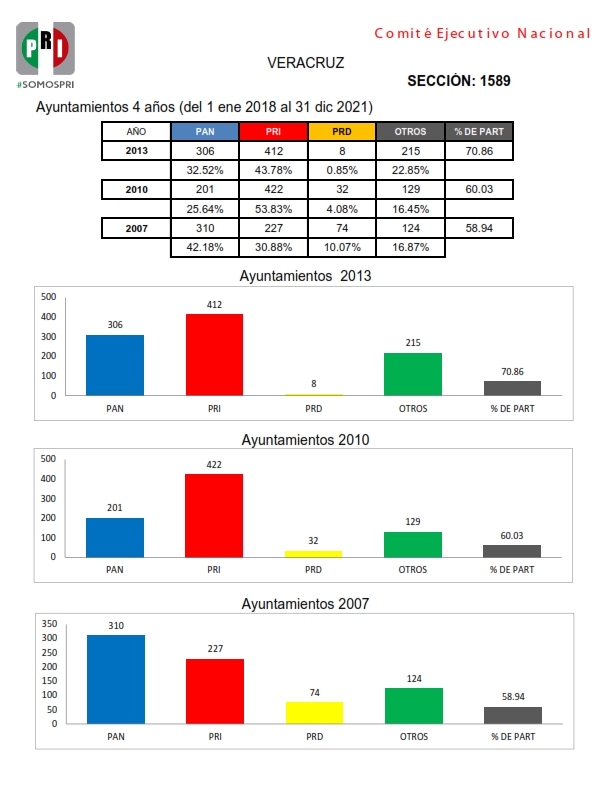 Comité Ejecutivo Nacional
PRI
#SOMOSPRI
VERACRUZ
SECCIÓN: 1589
Ayuntamientos 4 años (del 1 ene 2018 al 31 dic 2021)
AÑO PAN PRI PRD OTROS % DE PART
2013 306 412 8 215 70.86
32.52% 43.78% 0.85% 22.85%
2010 201 422 32 129 60.03
25.64% 53.83% 4.08% 16.45%
2007 310 227 74 124 58.94
42.18% 30.88% 10.07% 16.87%
Ayuntamientos 2013
500
400
300
200
100
0
306
412
8
215
70.86
PAN PRI PRD OTROS % DE PART
Ayuntamientos 2010
500
400
300
200
100
0
201
422
32
129
60.03
PAN PRI PRD OTROS % DE PART
Ayuntamientos 2007
350
300
250
200
150
100
50
0
310
227
74
124
58.94
PAN PRI PRD OTROS % DE PART